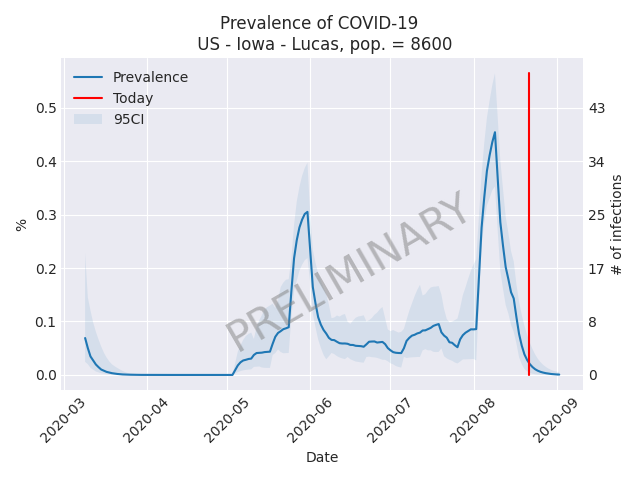 Prevalence of COVID-19
US - Iowa - Lucas, pop. = 8600
Prevalence
Today
95CI
PRELIMINARY
%
0.5
0.4
0.3
0.2
0.1
0.0
43
34
25
17
8
0
# of infections
2020-03
2020-04
2020-05
2020-06
2020-07
2020-08
2020-09
Date